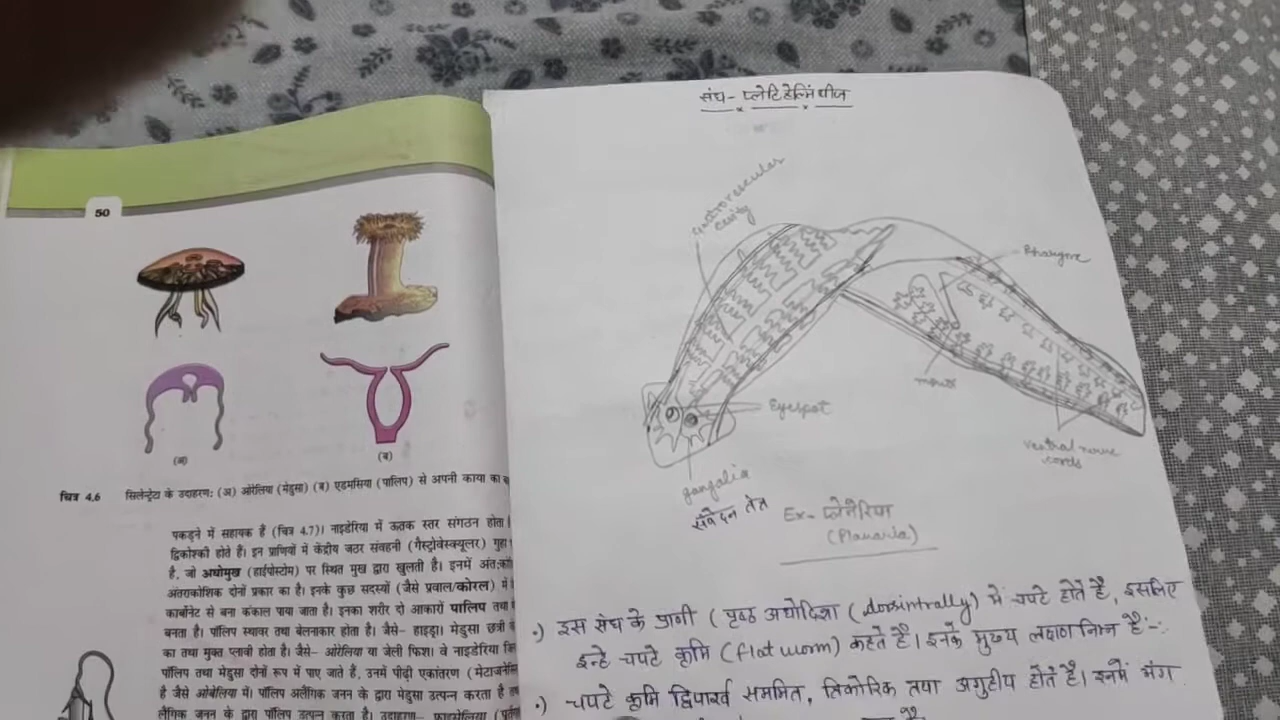 50
(अ)
(ब)
चित्र 4.6 सिलेन्ट्रेटा के उदाहरण: (अ) ओरेलिया (मेडुसा) (ब) एडमसिया (पालिप) से अपनी काया का
पकड़ने में सहायक हैं (चित्र 4.7)। नाइडेरिया में ऊतक स्तर संगठन होता
द्विकोरकी होते हैं। इन प्राणियों में केंद्रीय जठर संवहनी (गैस्ट्रोवेस्क्यूलर) गुहा
है, जो अधोमुख (हाईपोस्टोम) पर स्थित मुख द्वारा खुलती है। इनमें अंत:को
अंतराकोशिक दोनों प्रकार का है। इनके कुछ सदस्यों (जैसे प्रवाल/कोरल) में
कार्बोनेट से बना कंकाल पाया जाता है। इनका शरीर दो आकारों पालिप तथा
बनता है। पॉलिप स्थावर तथा बेलनाकार होता है। जैसे- हाइड्रा। मेडुसा छत्री
का तथा मुक्त प्लावी होता है। जैसे- ओरेलिया या जेली फिश। वे नाइडेरिया
पॉलिप तथा मेडुसा दोनों रूप में पाए जाते हैं, उनमें पीढ़ी एकांतरण (मेटाजने
है जैसे ओबेलिया में। पॉलिप अलैंगिक जनन के द्वारा मेडुसा उत्पन्न करता है
लैंगिक जनन के द्वारा पॉलिप उत्पन्न करता है। उदाहरण-
संघ - प्लेटिहेल्मिंथीज
cavity
Pharynx
mouth
Eyespot
ventral nerve
cords
ganglia
संवेदन तंत्र
Ex- प्लेनेरिया
(Planaria)
.) इस संघ के प्राणी ( पृष्ठ अधोदिशा ( dorsintrally) में चपटे होते है, इसलिए
इन्हे चपटे कृमि (flat worm) कहते है। इनके मुख्य लक्षण निम्न है:-
.) चपटे कृमि द्विपार्श्व सममित, त्रिकोरिक तथा अगुहीय होते है। इनमें अंग